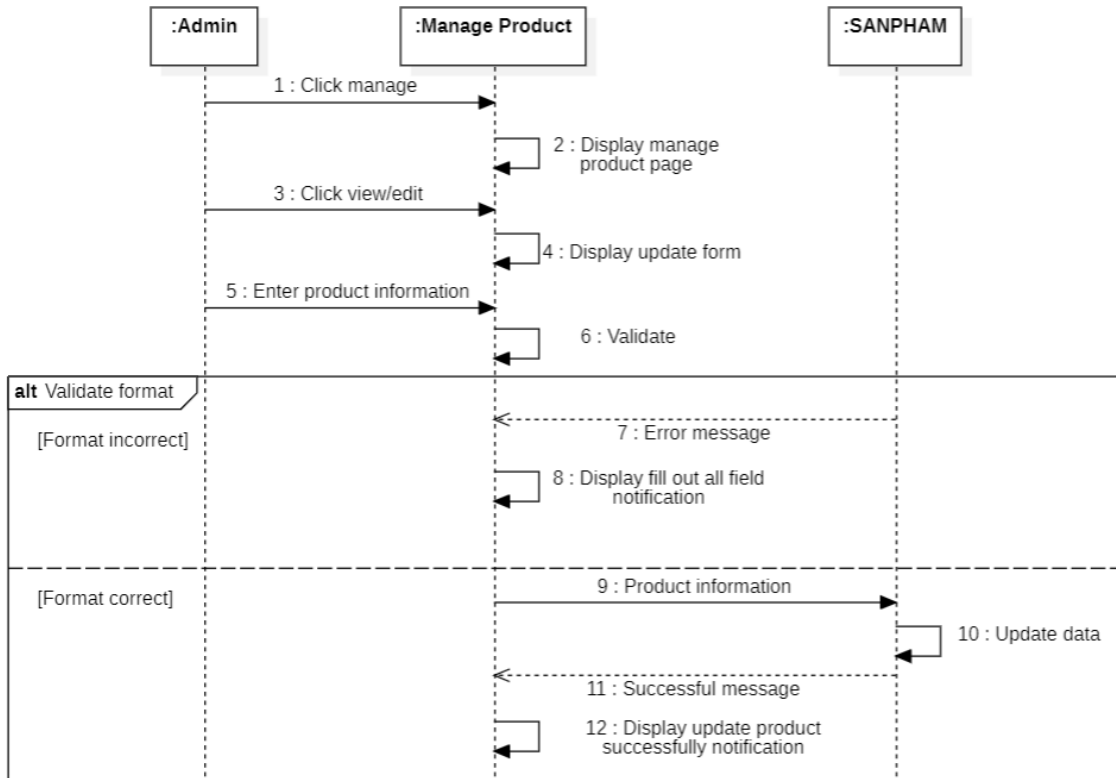 :Admin
:Manage Product
:SANPHAM
1 : Click manage
2 : Display manage
product page
3 : Click view/edit
4 : Display update form
5 : Enter product information
6 : Validate
alt Validate format
7 : Error message
[Format incorrect]
8 : Display fill out all field
notification
9 : Product information
[Format correct]
10 : Update data
11 : Successful message
12 : Display update product
successfully notification